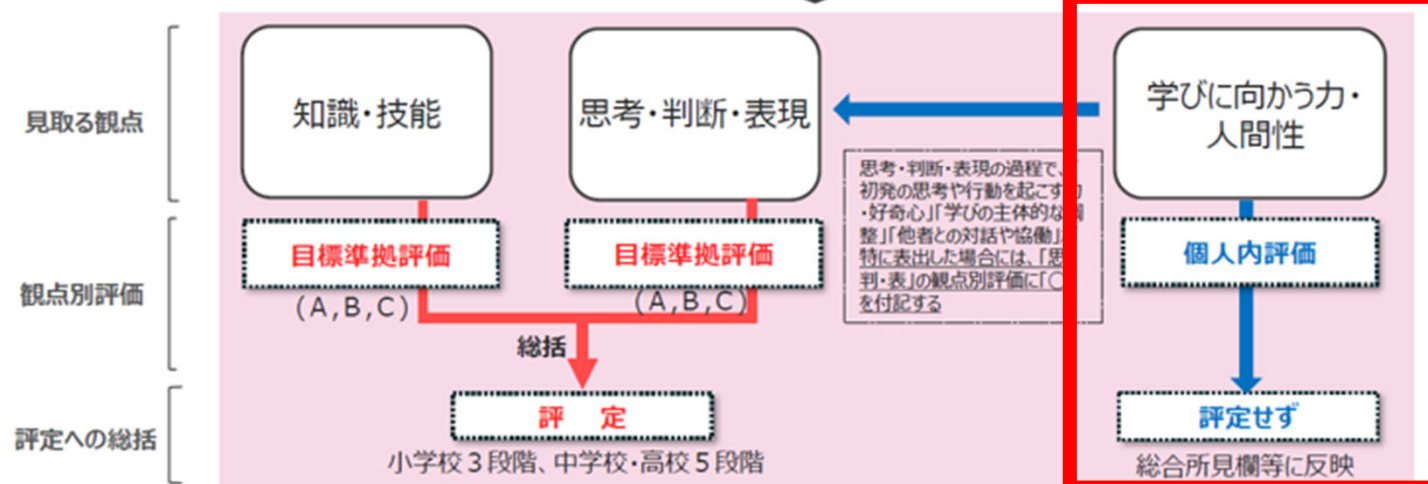 見取る観点
知識・技能
思考・判断・表現
学びに向かう力・
人間性
思考・判断・表現の過程で、「
初発の思考や行動を起こす力
・好奇心」「学びの主体的な調
整」「他者との対話や協働」
特に表出した場合には、「思
判・表」の観点別評価に「○
を付記する
観点別評価
目標準拠評価
(A,B,C)
目標準拠評価
(A,B,C)
個人内評価
総括
評定への総括
評 定
小学校3段階、中学校・高校5段階
評定せず
総合所見欄等に反映